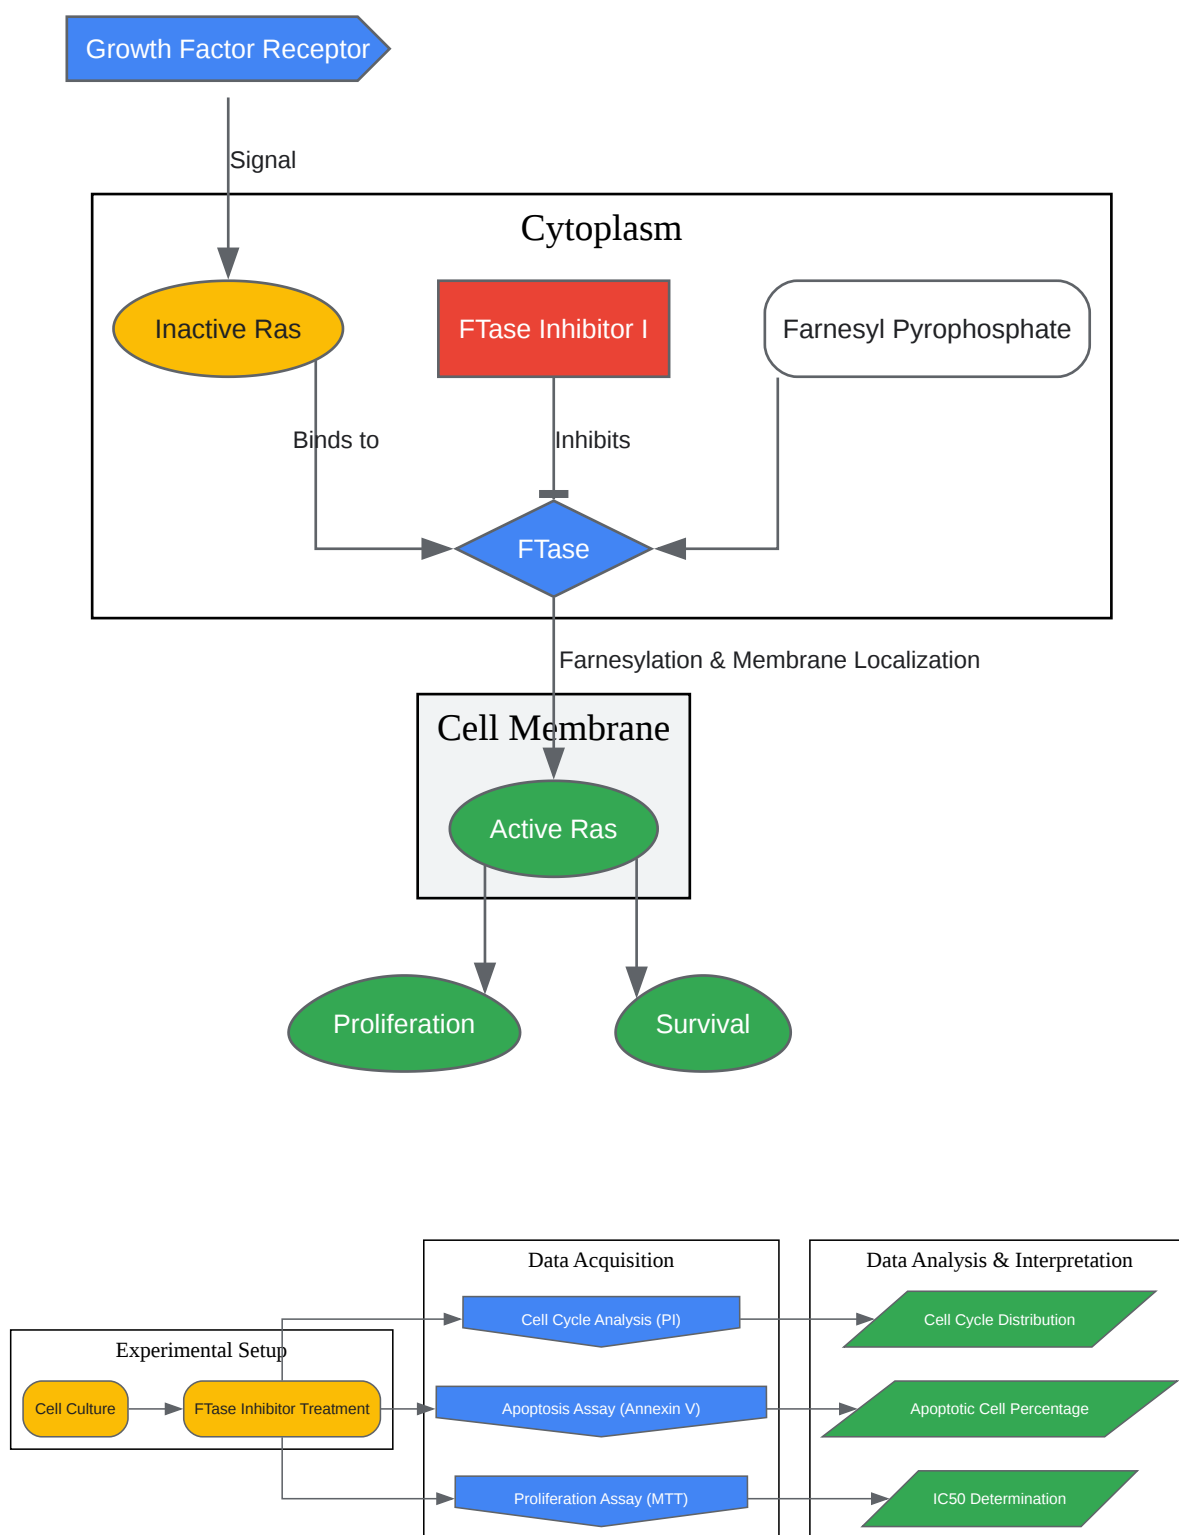 Growth Factor Receptor
Signal
Cytoplasm
Inactive Ras
FTase Inhibitor I
Farnesyl Pyrophosphate
Binds to
Inhibits
FTase
Farnesylation & Membrane Localization
Cell Membrane
Active Ras
Proliferation
Survival
Data Acquisition
Data Analysis & Interpretation
Cell Cycle Analysis (PI)
Cell Cycle Distribution
Experimental Setup
Cell Culture
FTase Inhibitor Treatment
Apoptosis Assay (Annexin V)
Apoptotic Cell Percentage
Proliferation Assay (MTT)
IC50 Determination